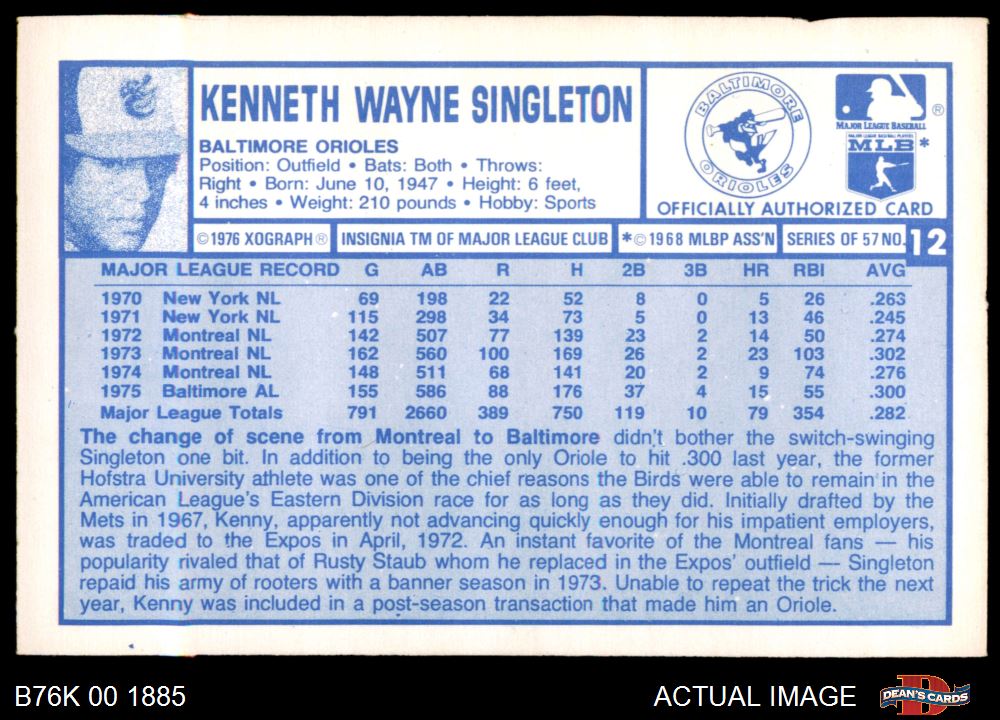 KENNETH WAYNE SINGLETON
BALTIMORE ORIOLES
Position: Outfield • Bats: Both • Throws:
Right • Born: June 10, 1947 • Height: 6 feet,
4 inches • Weight: 210 pounds • Hobby: Sports
BALTIMORE
ORIOLES
MAJOR LEAGUE BASEBALL ®
MAJOR LEAGUE BASEBALL PLAYERS
MLB *
OFFICIALLY AUTHORIZED CARD
© 1976 XOGRAPH ® INSIGNIA TM OF MAJOR LEAGUE CLUB * © 1968 MLBP ASS'N SERIES OF 57 NO. 12
MAJOR LEAGUE RECORD G AB R H 2B 3B HR RBI AVG
1970 New York NL 69 198 22 52 8 0 5 26 .263
1971 New York NL 115 298 34 73 5 0 13 46 .245
1972 Montreal NL 142 507 77 139 23 2 14 50 .274
1973 Montreal NL 162 560 100 169 26 2 23 103 .302
1974 Montreal NL 148 511 68 141 20 2 9 74 .276
1975 Baltimore AL 155 586 88 176 37 4 15 55 .300
Major League Totals 791 2660 389 750 119 10 79 354 .282
The change of scene from Montreal to Baltimore didn't bother the switch-swinging
Singleton one bit. In addition to being the only Oriole to hit .300 last year, the former
Hofstra University athlete was one of the chief reasons the Birds were able to remain in the
American League's Eastern Division race for as long as they did. Initially drafted by the
Mets in 1967, Kenny, apparently not advancing quickly enough for his impatient employers,
was traded to the Expos in April, 1972. An instant favorite of the Montreal fans — his
popularity rivaled that of Rusty Staub whom he replaced in the Expos' outfield — Singleton
repaid his army of rooters with a banner season in 1973. Unable to repeat the trick the next
year, Kenny was included in a post-season transaction that made him an Oriole.
B76K 00 1885
ACTUAL IMAGE
DEAN'S CARDS